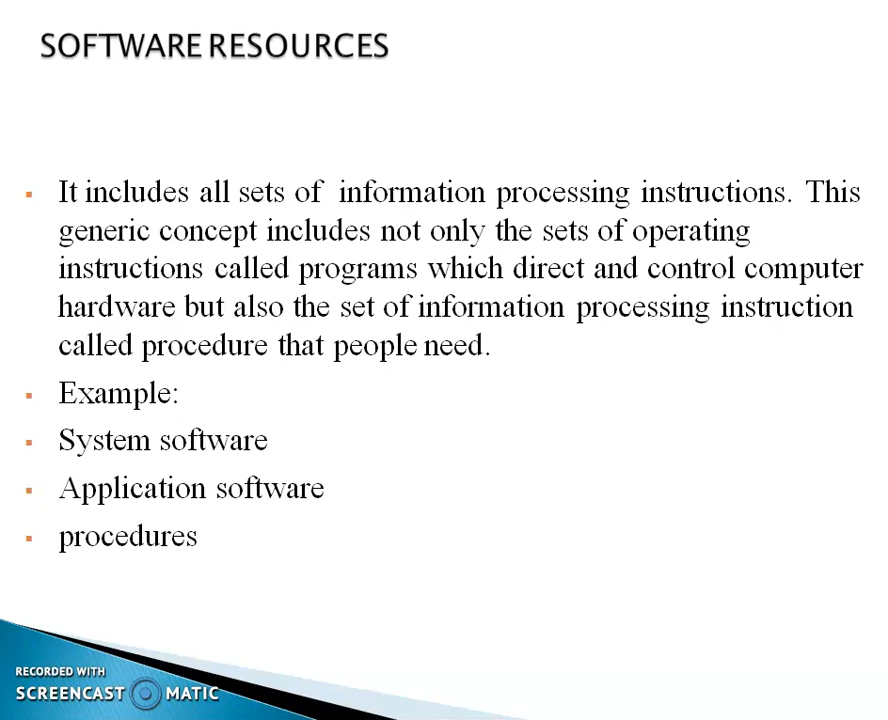 SOFTWARE RESOURCES
▪ It includes all sets of information processing instructions. This
generic concept includes not only the sets of operating
instructions called programs which direct and control computer
hardware but also the set of information processing instruction
called procedure that people need.
▪ Example:
▪ System software
▪ Application software
▪ procedures
RECORDED WITH
SCREENCAST MATIC